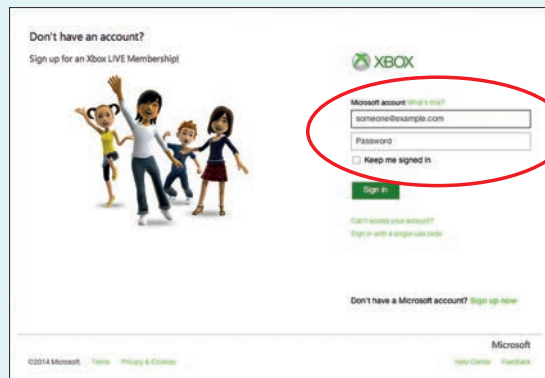 Don't have an account?
Sign up for an Xbox LIVE Membership!
XBOX
Microsoft account What's this?
someone@example.com
Password
Keep me signed in
Sign in
Can't access your account?
Sign in with a single-use code
Don't have a Microsoft account? Sign up now
Microsoft
©2014 Microsoft Terms Privacy & Cookies Help Center Feedback